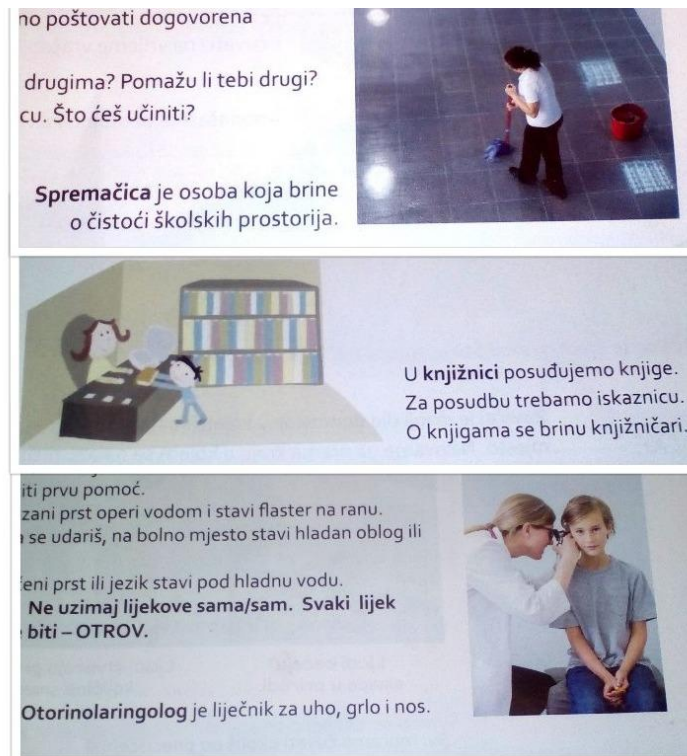 no poštovati dogovorena
drugima? Pomažu li tebi drugi?
cu. Što ćeš učiniti?
Spremačica je osoba koja brine
o čistoći školskih prostorija.
U knjižnici posuđujemo knjige.
Za posudbu trebamo iskaznicu.
O knjigama se brinu knjižničari.
iti prvu pomoć.
zani prst operi vodom i stavi flaster na ranu.
se udariš, na bolno mjesto stavi hladan oblog ili
eni prst ili jezik stavi pod hladnu vodu.
Ne uzimaj lijekove sama/sam. Svaki lijek
biti – OTROV.
Otorinolaringolog je liječnik za uho, grlo i nos.